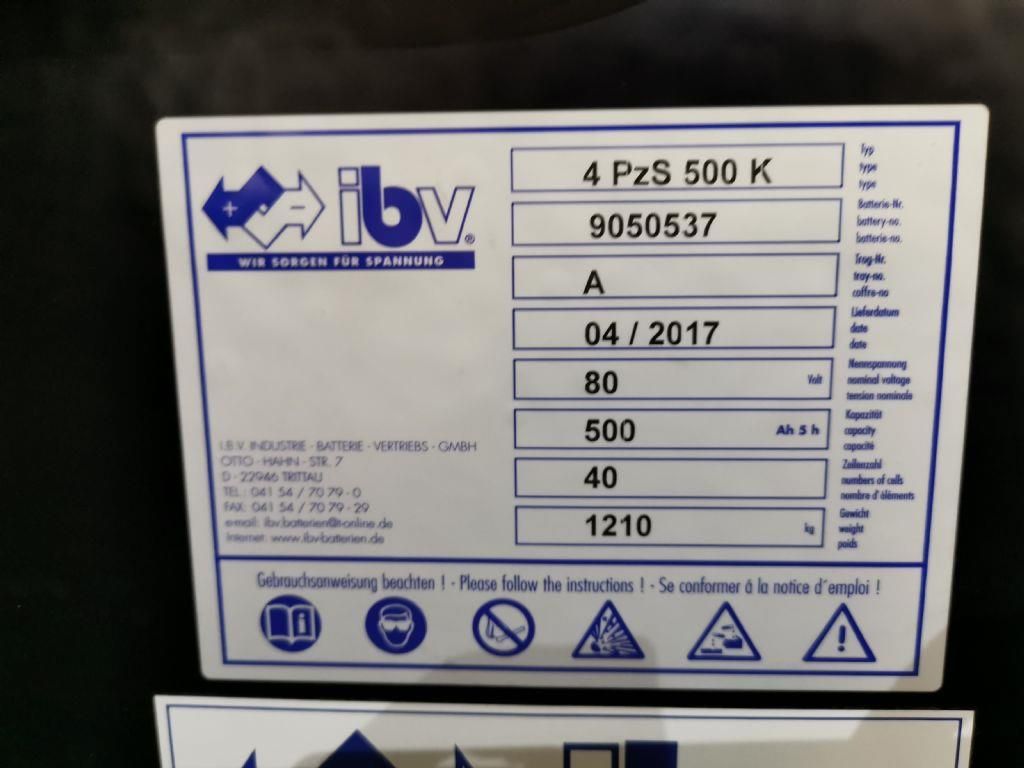 + -
ibv®
WIR SORGEN FÜR SPANNUNG
I.B.V. INDUSTRIE - BATTERIE - VERTRIEBS - GMBH
OTTO - HAHN - STR. 7
D - 22946 TRITTAU
TEL.: 041 54 / 70 79 - 0
FAX: 041 54 / 70 79 - 29
e-mail: ibv.batterien@t-online.de
Internet: www.ibv-batterien.de
4 PzS 500 K
Typ
type
type
9050537
Batterie-Nr.
battery-no.
batterie-no.
A
Trog-Nr.
tray-no.
coffre-no
04 / 2017
Lieferdatum
date
date
80 Volt
Nennspannung
nominal voltage
tension nominale
500 Ah 5 h
Kapazität
capacity
capacité
40
Zellenzahl
numbers of cells
nombre d'éléments
1210 kg
Gewicht
weight
poids
Gebrauchsanweisung beachten ! - Please follow the instructions ! - Se conformer á la notice d'emploi !